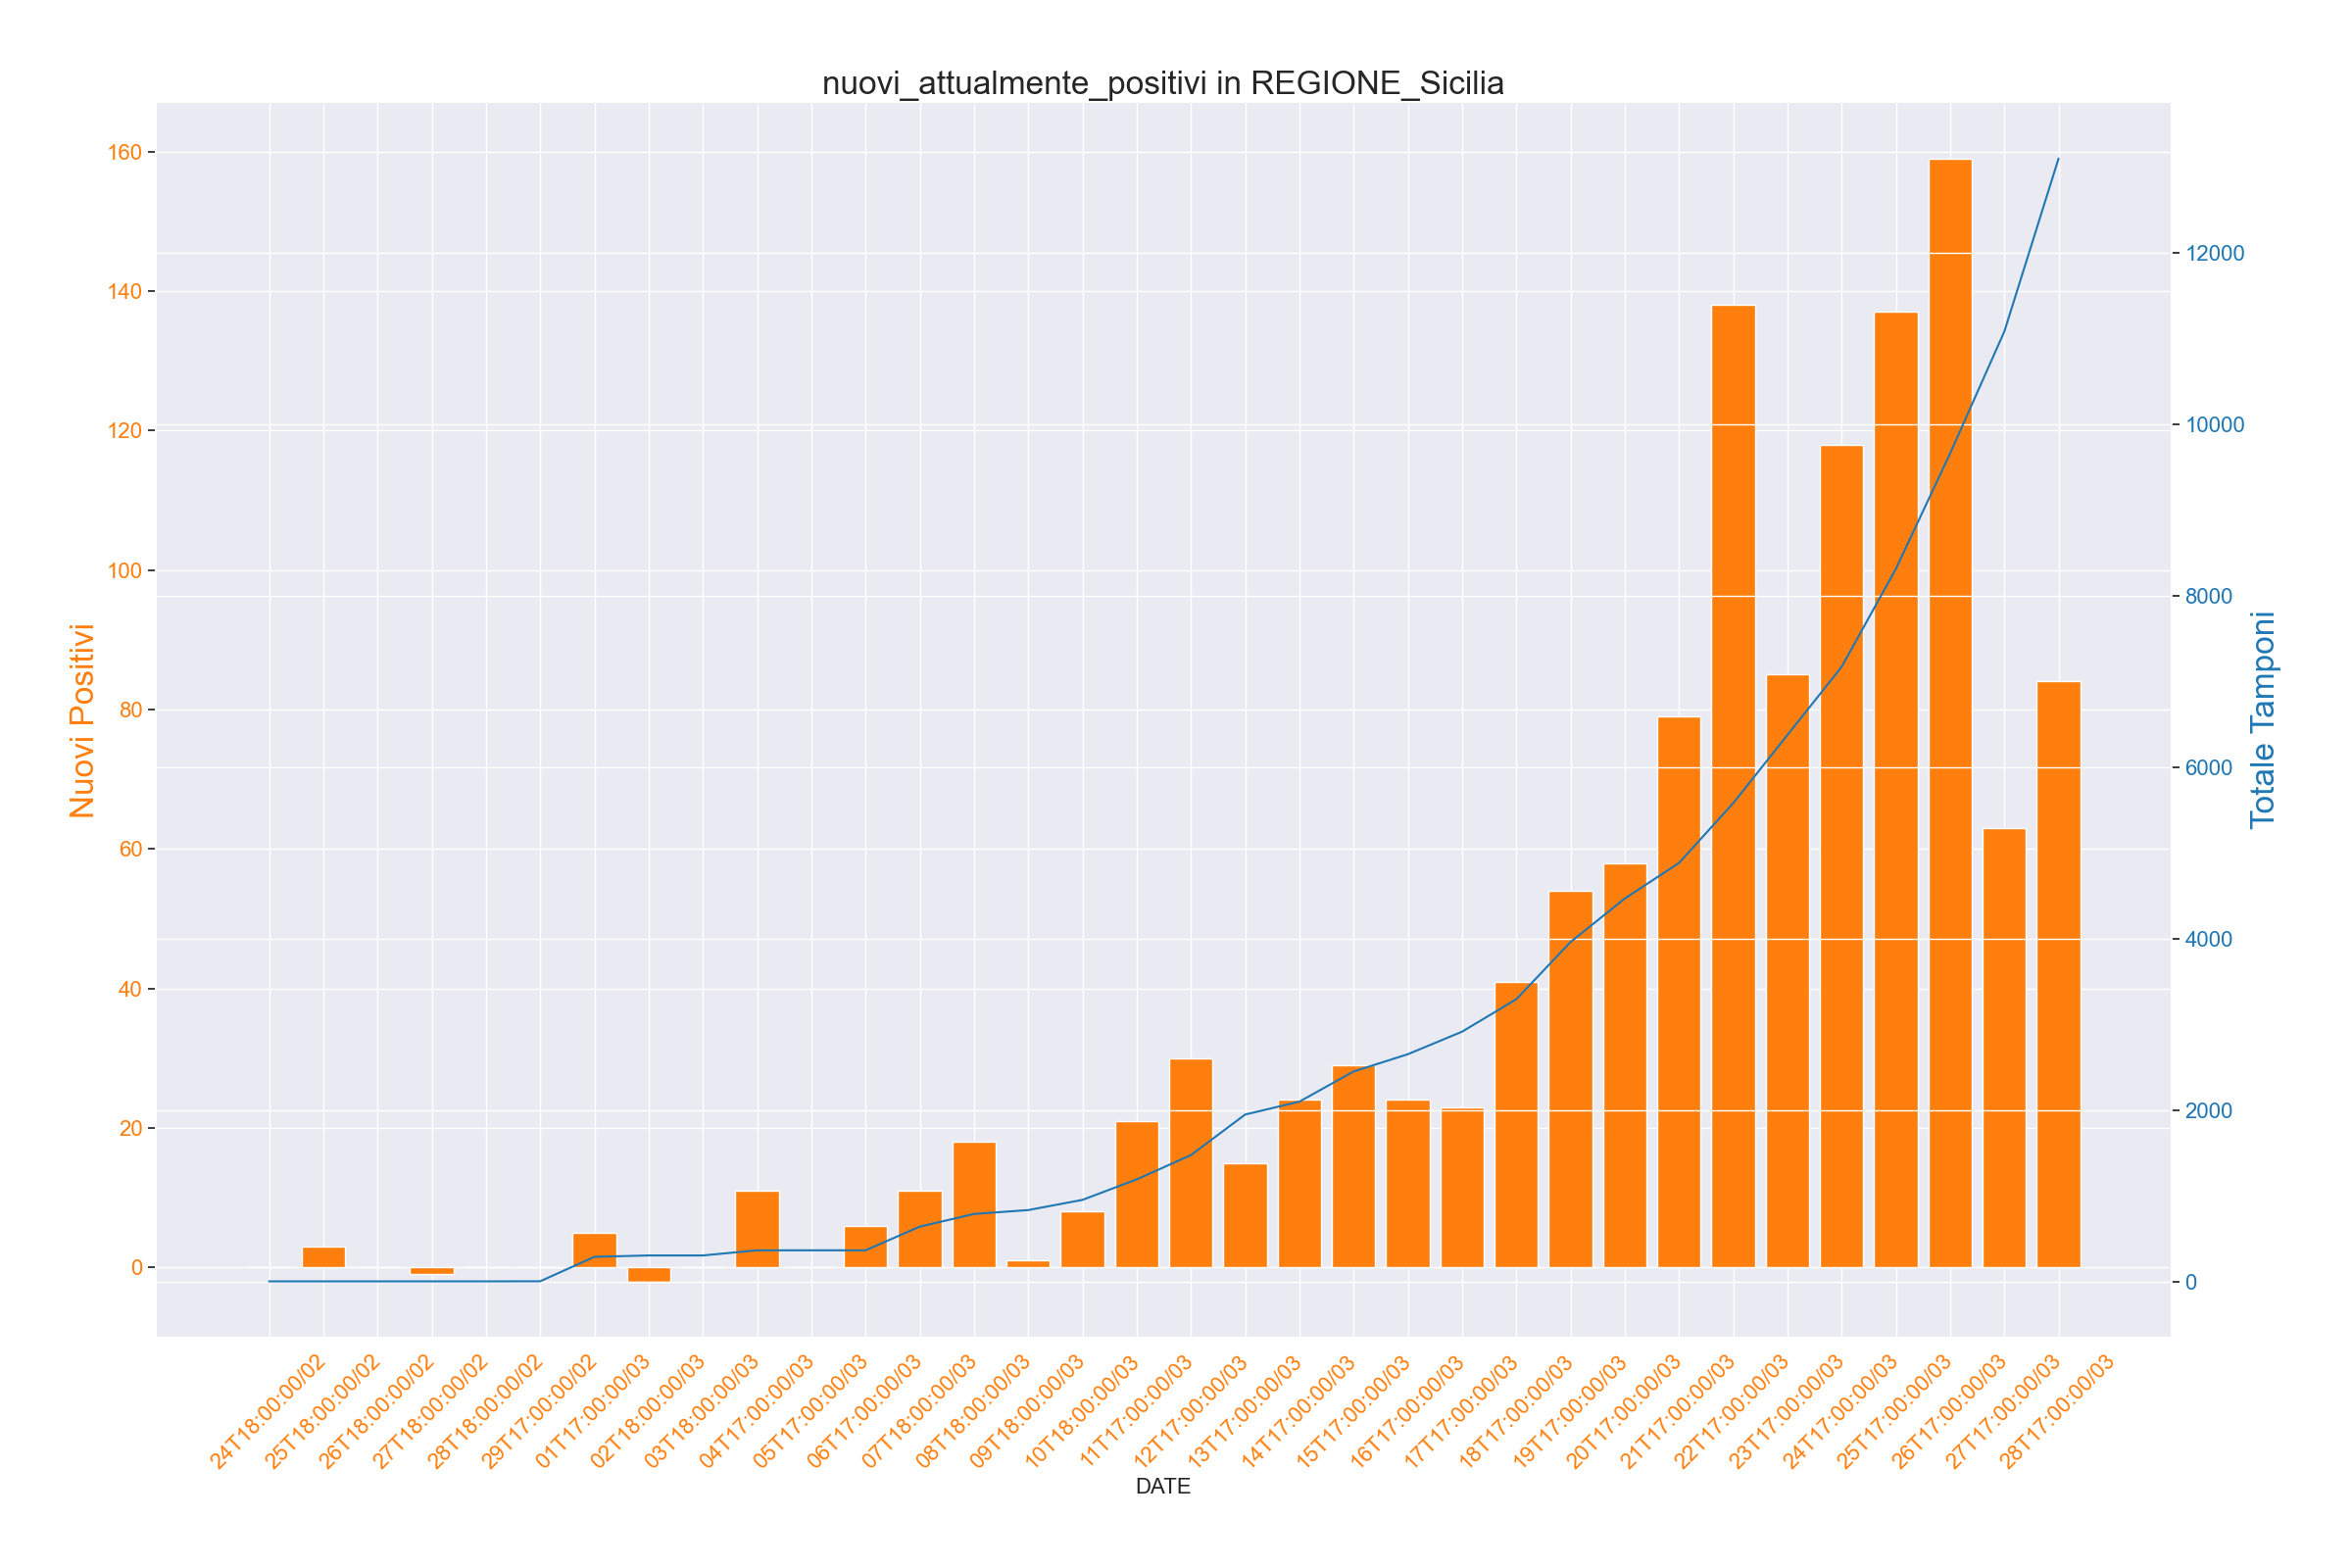 nuovi_attualmente_positivi in REGIONE_Sicilia
Nuovi Positivi
160
140
120
100
80
60
40
20
0
Totale Tamponi
12000
10000
8000
6000
4000
2000
0
24T18:00:00/02
25T18:00:00/02
26T18:00:00/02
27T18:00:00/02
28T18:00:00/02
29T17:00:00/02
01T17:00:00/03
02T18:00:00/03
03T18:00:00/03
04T17:00:00/03
05T17:00:00/03
06T17:00:00/03
07T18:00:00/03
08T18:00:00/03
09T18:00:00/03
10T18:00:00/03
11T17:00:00/03
12T17:00:00/03
13T17:00:00/03
14T17:00:00/03
15T17:00:00/03
16T17:00:00/03
17T17:00:00/03
18T17:00:00/03
19T17:00:00/03
20T17:00:00/03
21T17:00:00/03
22T17:00:00/03
23T17:00:00/03
24T17:00:00/03
25T17:00:00/03
26T17:00:00/03
27T17:00:00/03
28T17:00:00/03
DATE